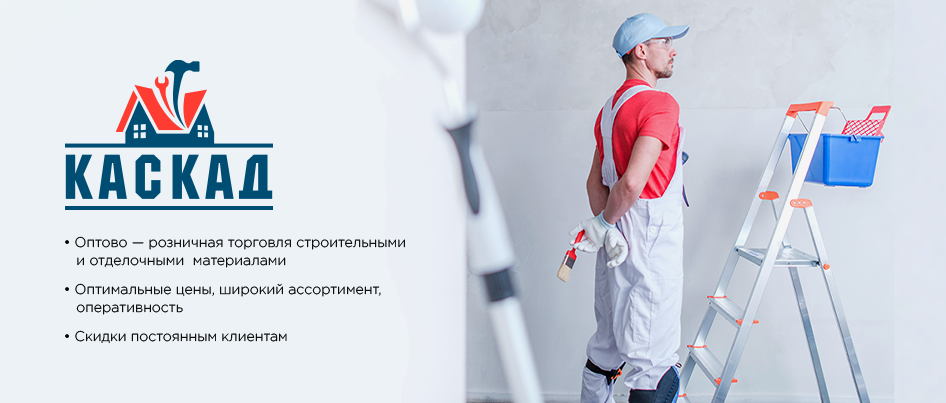 КАСКАД
• Оптово — розничная торговля строительными
и отделочными материалами
• Оптимальные цены, широкий ассортимент,
оперативность
• Скидки постоянным клиентам